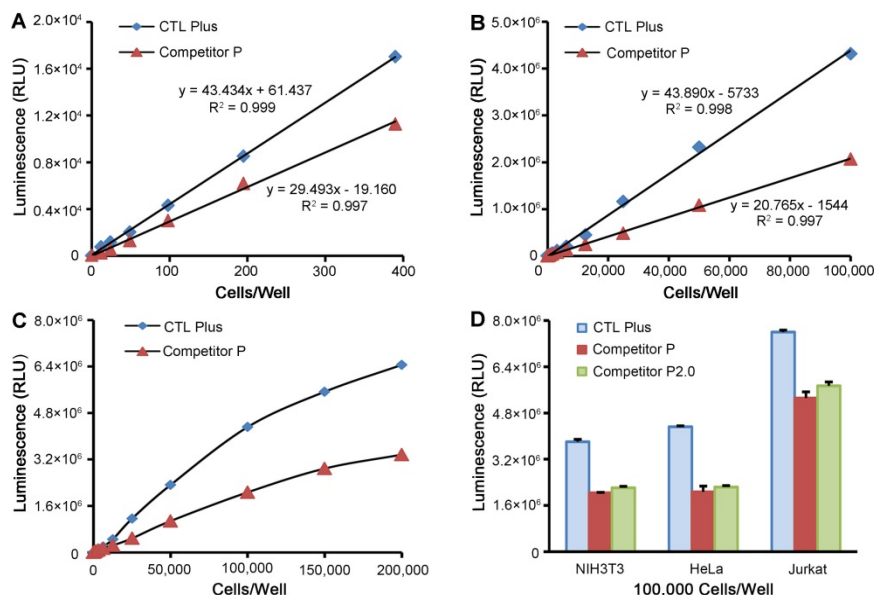 A
CTL Plus
Competitor P
Luminescence (RLU)
2.0×10⁴
1.6×10⁴
1.2×10⁴
0.8×10⁴
0.4×10⁴
0
y = 43.434x + 61.437
R² = 0.999
y = 29.493x - 19.160
R² = 0.997
0 100 200 300 400
Cells/Well
B
CTL Plus
Competitor P
Luminescence (RLU)
5.0×10⁶
4.0×10⁶
3.0×10⁶
2.0×10⁶
1.0×10⁶
0
y = 43.890x - 5733
R² = 0.998
y = 20.765x - 1544
R² = 0.997
0 20,000 40,000 60,000 80,000 100,000
Cells/Well
C
CTL Plus
Competitor P
Luminescence (RLU)
8.0×10⁶
6.4×10⁶
4.8×10⁶
3.2×10⁶
1.6×10⁶
0
0 50,000 100,000 150,000 200,000
Cells/Well
D
CTL Plus
Competitor P
Competitor P2.0
Luminescence (RLU)
8.0×10⁶
6.4×10⁶
4.8×10⁶
3.2×10⁶
1.6×10⁶
0
NIH3T3 HeLa Jurkat
100,000 Cells/Well